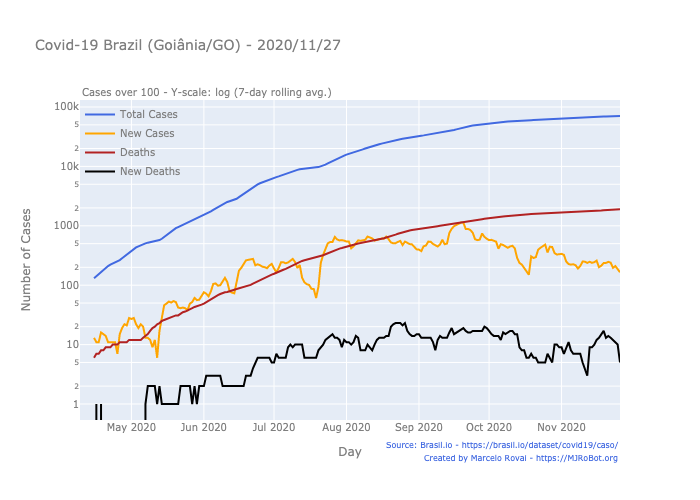 Covid-19 Brazil (Goiânia/GO) - 2020/11/27
Cases over 100 - Y-scale: log (7-day rolling avg.)
Total Cases
New Cases
Deaths
New Deaths
Number of Cases
100k
5
2
10k
5
2
1000
5
2
100
5
2
10
5
2
1
May 2020
Jun 2020
Jul 2020
Aug 2020
Sep 2020
Oct 2020
Nov 2020
Day
Source: Brasil.io - https://brasil.io/dataset/covid19/caso/
Created by Marcelo Rovai - https://MJRoBot.org